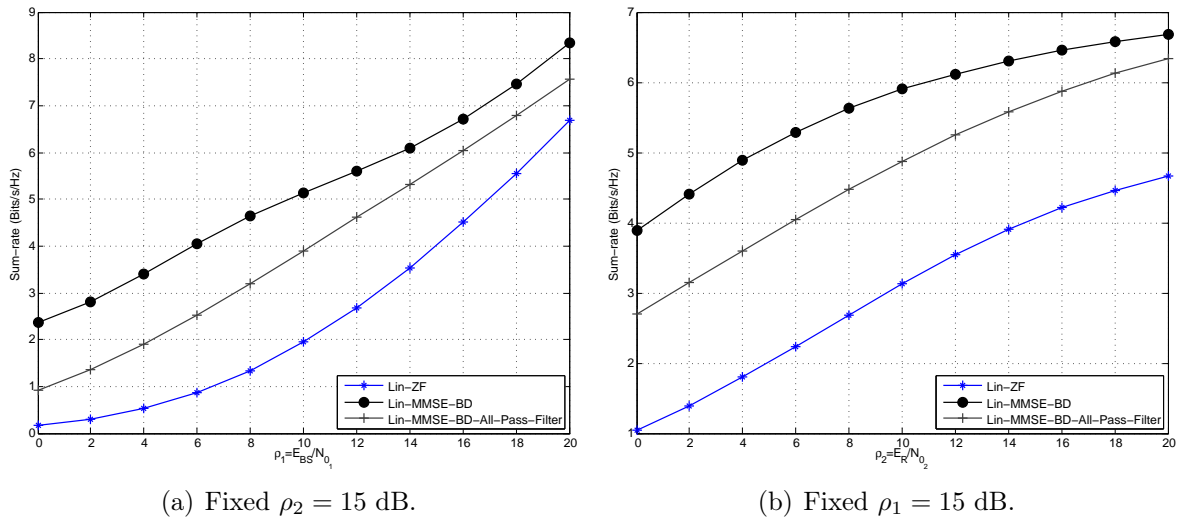 9
8
7
6
5
4
3
2
1
0
Sum−rate (Bits/s/Hz)
0 2 4 6 8 10 12 14 16 18 20
ρ₁=E_BS/N_0₁
Lin−ZF
Lin−MMSE−BD
Lin−MMSE−BD−All−Pass−Filter
(a) Fixed ρ₂ = 15 dB.
7
6
5
4
3
2
1
Sum−rate (Bits/s/Hz)
0 2 4 6 8 10 12 14 16 18 20
ρ₂=E_R/N_0₂
Lin−ZF
Lin−MMSE−BD
Lin−MMSE−BD−All−Pass−Filter
(b) Fixed ρ₁ = 15 dB.